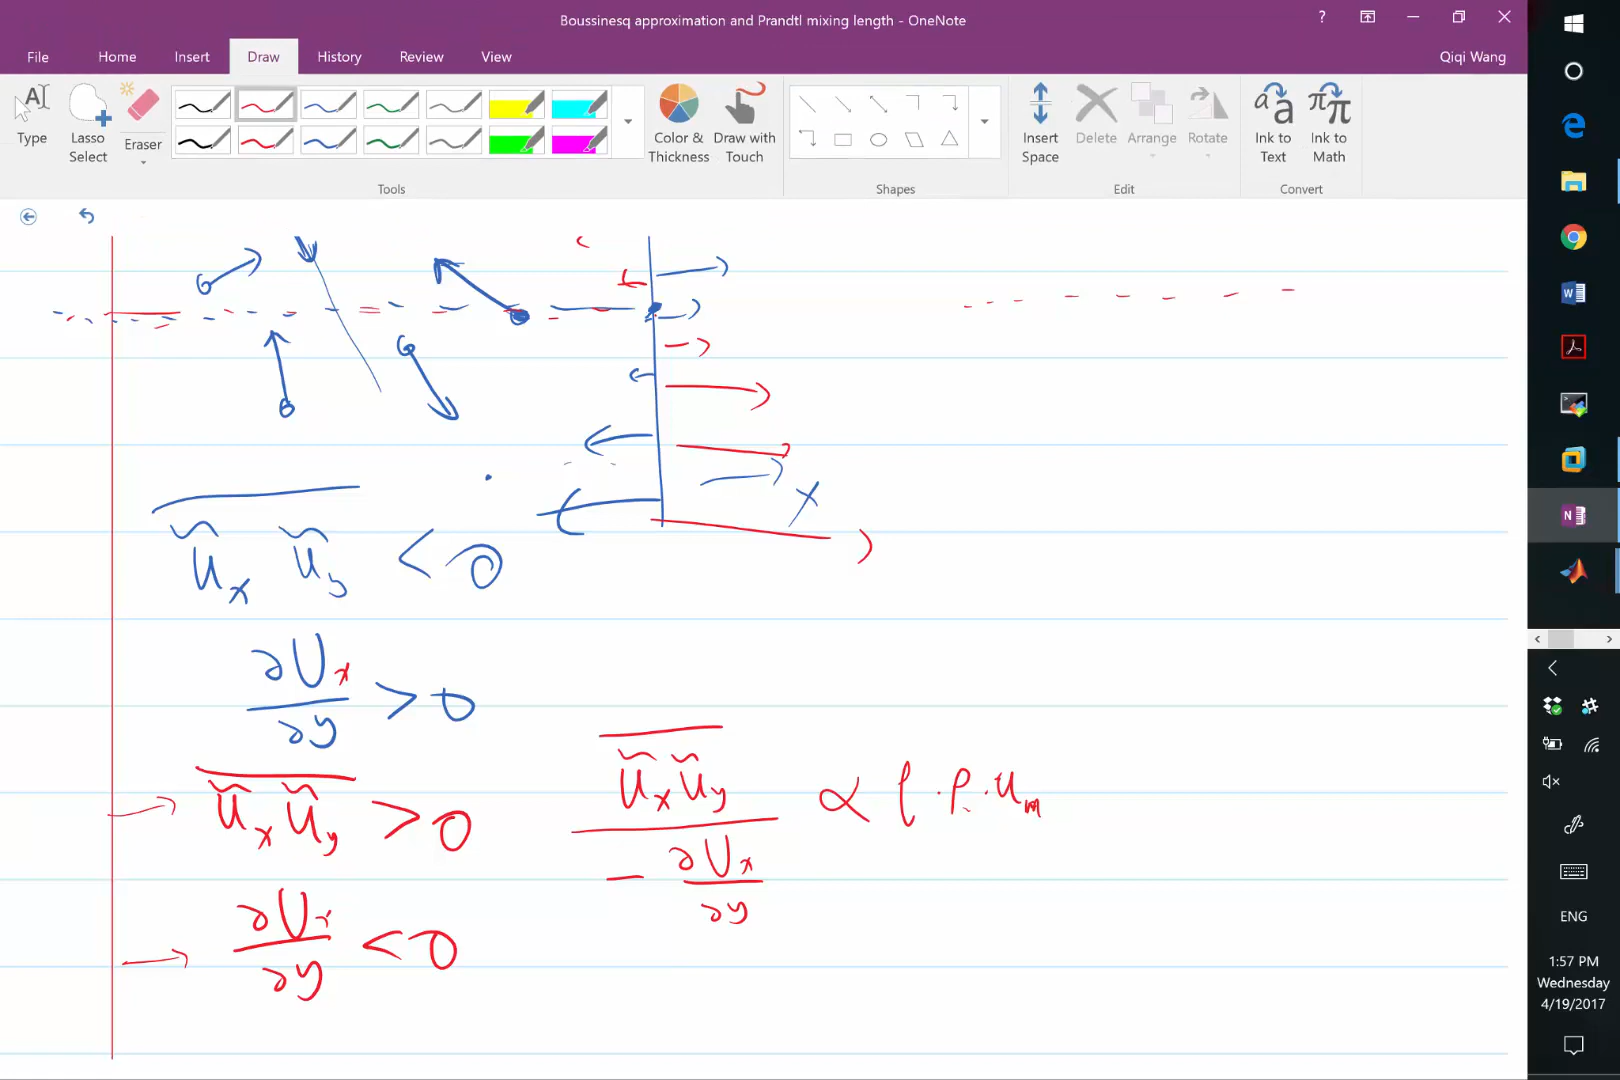 Boussinesq approximation and Prandtl mixing length - OneNote
File Home Insert Draw History Review View Qiqi Wang
Type
Lasso Select
Eraser
Color & Thickness
Draw with Touch
Insert Space
Delete
Arrange
Rotate
Ink to Text
Ink to Math
Tools Shapes Edit Convert
x
ũx ũy < 0
∂Ux/∂y > 0
ũx ũy > 0
ũx ũy / - ∂Ux/∂y ∝ l · P · um
∂Ux/∂y < 0
ENG
1:57 PM
Wednesday
4/19/2017